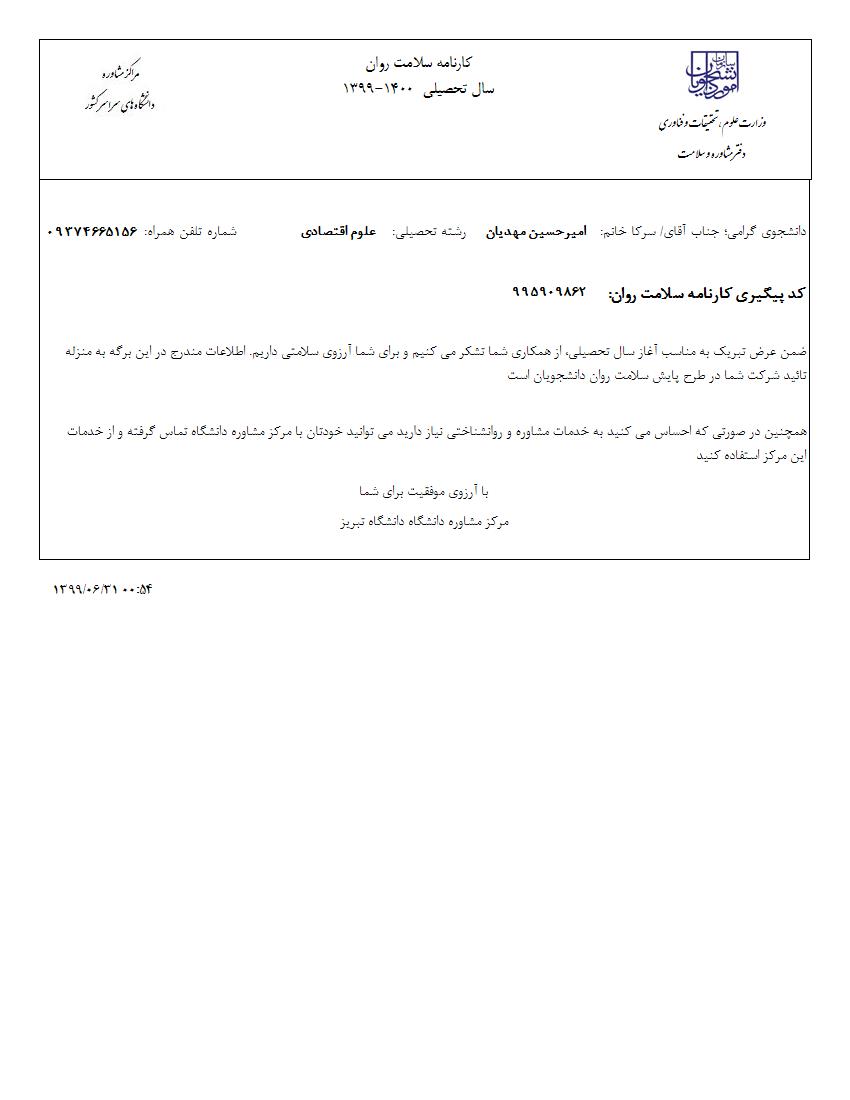 سازمان امور دانشجویان
وزارت علوم، تحقیقات و فناوری
دفتر مشاوره و سلامت
کارنامه سلامت روان
سال تحصیلی ۱۴۰۰-۱۳۹۹
مراکز مشاوره
دانشگاه‌های سراسر کشور
دانشجوی گرامی؛ جناب آقای/ سرکا خانم: امیرحسین مهدیان رشته تحصیلی: علوم اقتصادی شماره تلفن همراه: ۰۹۳۷۴۶۶۵۱۵۶
کد پیگیری کارنامه سلامت روان: ۹۹۵۹۰۹۸۶۲
ضمن عرض تبریک به مناسب آغاز سال تحصیلی، از همکاری شما تشکر می کنیم و برای شما آرزوی سلامتی داریم. اطلاعات مندرج در این برگه به منزله
تائید شرکت شما در طرح پایش سلامت روان دانشجویان است
همچنین در صورتی که احساس می کنید به خدمات مشاوره و روانشناختی نیاز دارید می توانید خودتان با مرکز مشاوره دانشگاه تماس گرفته و از خدمات
این مرکز استفاده کنید
با آرزوی موفقیت برای شما
مرکز مشاوره دانشگاه دانشگاه تبریز
۱۳۹۹/۰۶/۳۱ ۰۰:۵۴